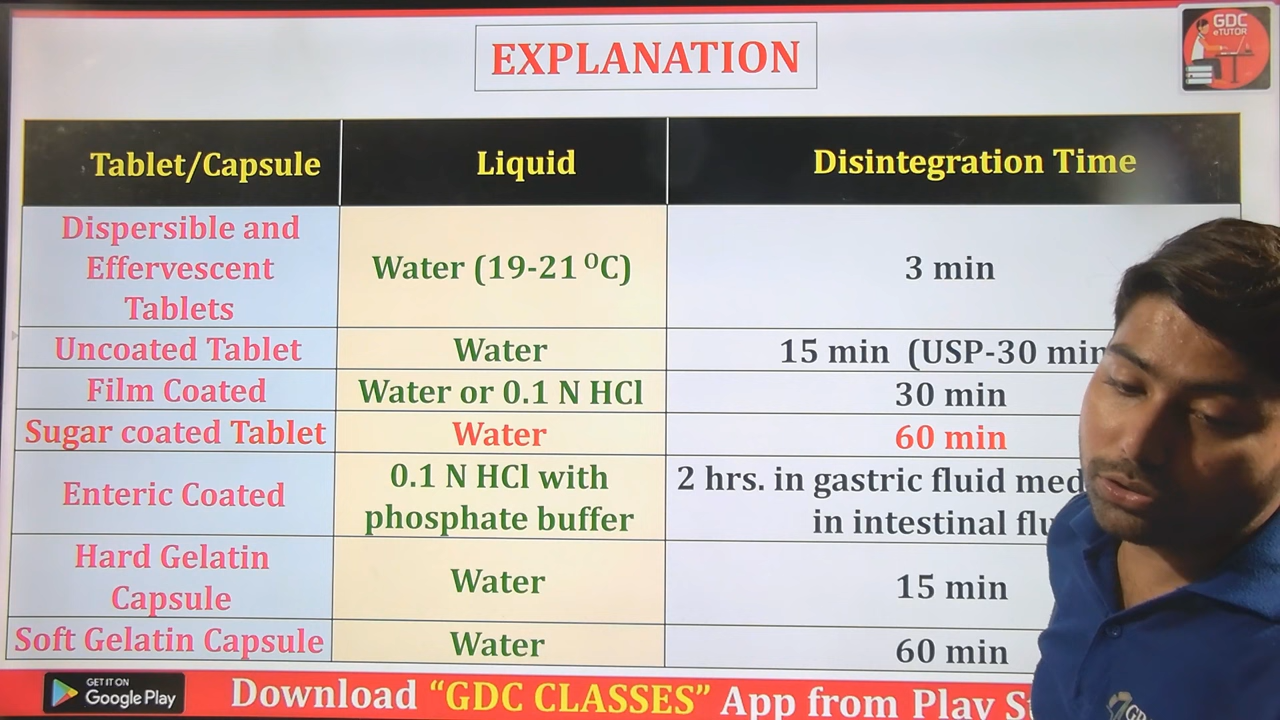 EXPLANATION
GDC
eTUTOR
Tablet/Capsule Liquid Disintegration Time
Dispersible and
Effervescent
Tablets
Water (19-21 ⁰C) 3 min
Uncoated Tablet Water 15 min (USP-30 min
Film Coated Water or 0.1 N HCl 30 min
Sugar coated Tablet Water 60 min
Enteric Coated
0.1 N HCl with
phosphate buffer
2 hrs. in gastric fluid med
in intestinal flu
Hard Gelatin
Capsule
Water 15 min
Soft Gelatin Capsule Water 60 min
GET IT ON
Google Play
Download “GDC CLASSES” App from Play St